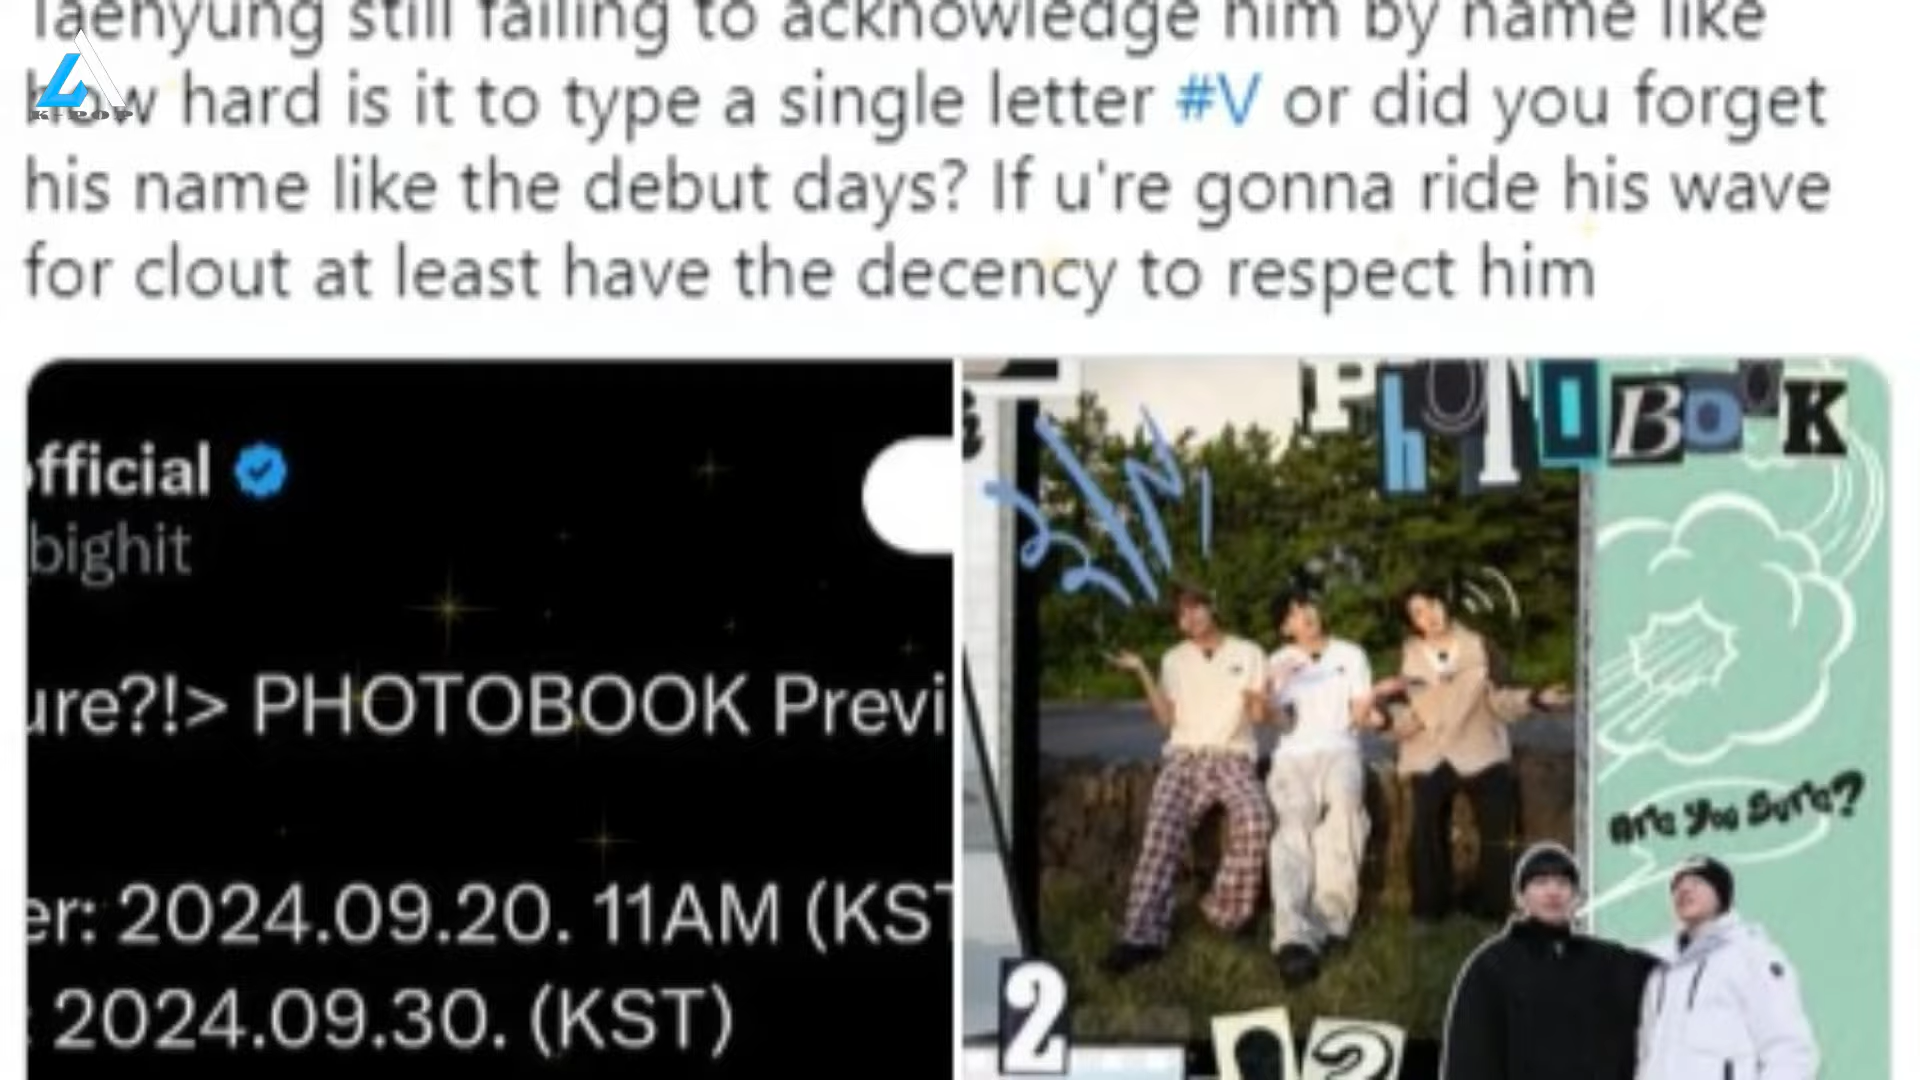 Taehyung still failing to acknowledge him by name like
how hard is it to type a single letter #V or did you forget
his name like the debut days? If u're gonna ride his wave
for clout at least have the decency to respect him
K-POP
fficial
bighit
ure?!> PHOTOBOOK Previ
er: 2024.09.20. 11AM (KST
: 2024.09.30. (KST)
PhOTOBOOK
Are You Sure?
2